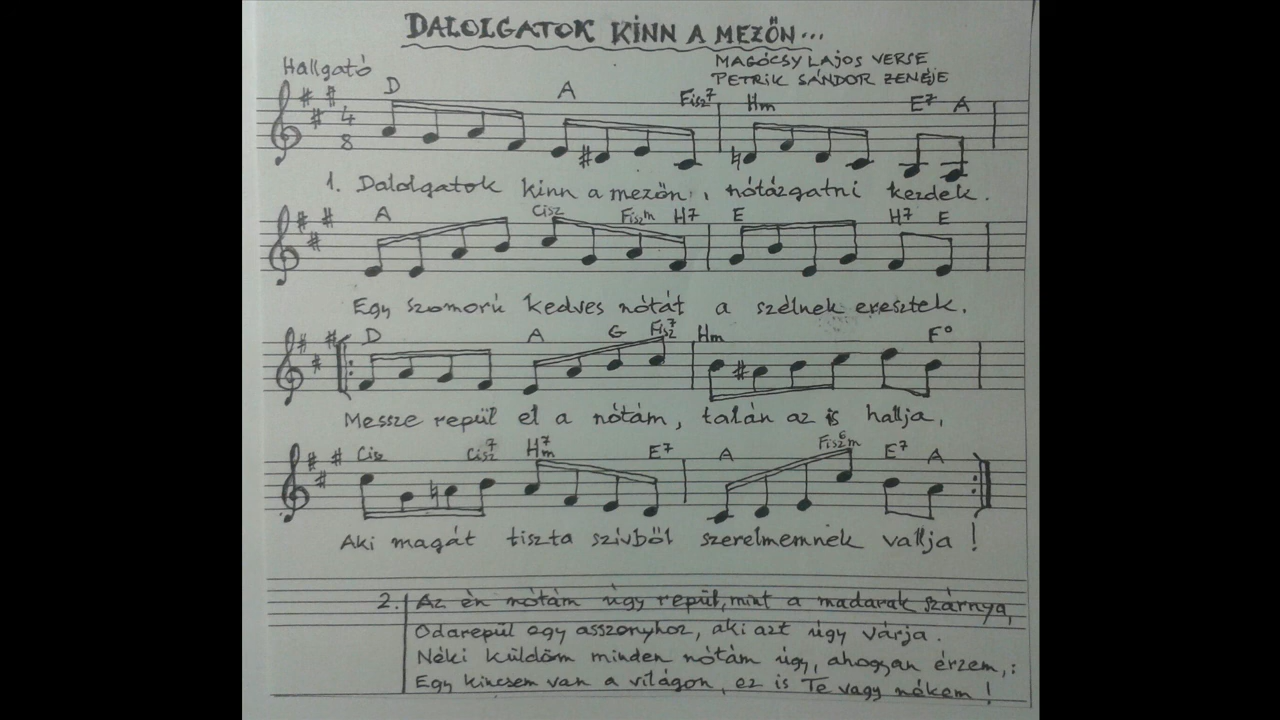 DALOLGATOK KINN A MEZŐN...
MAGÓCSY LAJOS VERSE
Hallgató
PETRIK SÁNDOR ZENÉJE
D A Fisz7 Hm E7 A
4
8
1. Dalolgatok kinn a mezőn, nótázgatni kezdek.
A Cisz Fiszm H7 E H7 E
Egy szomorú kedves nótát a szélnek eresztek.
D A G Fisz7 Hm F°
Messze repül el a nótám, talán az is hallja,
Cisz Cisz7 Hm7 E7 A Fiszm6 E7 A
Aki magát tiszta szívből szerelmemnek vallja!
2. Az én nótám úgy repül, mint a madarak szárnya,
Odarepül egy asszonyhoz, aki azt úgy várja.
Néki küldöm minden nótám úgy, ahogyan érzem,:
Egy kincsem van a világon, ez is Te vagy nékem!